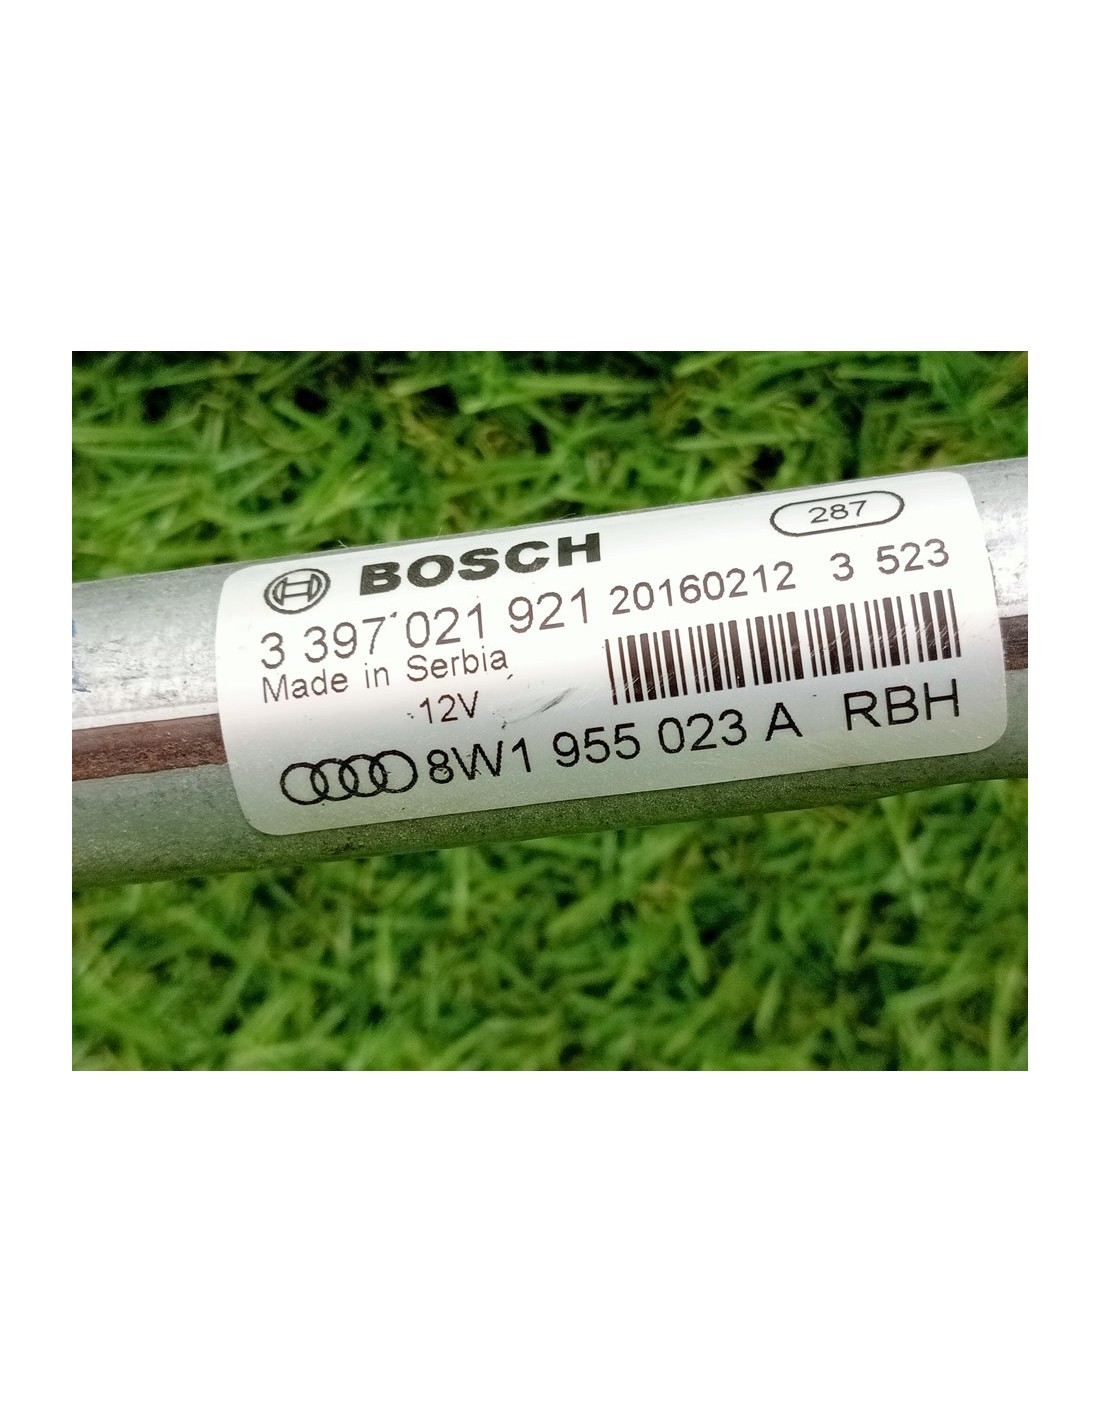 287
BOSCH
3 397 021 921 20160212 3 523
Made in Serbia
12V
8W1 955 023 A RBH